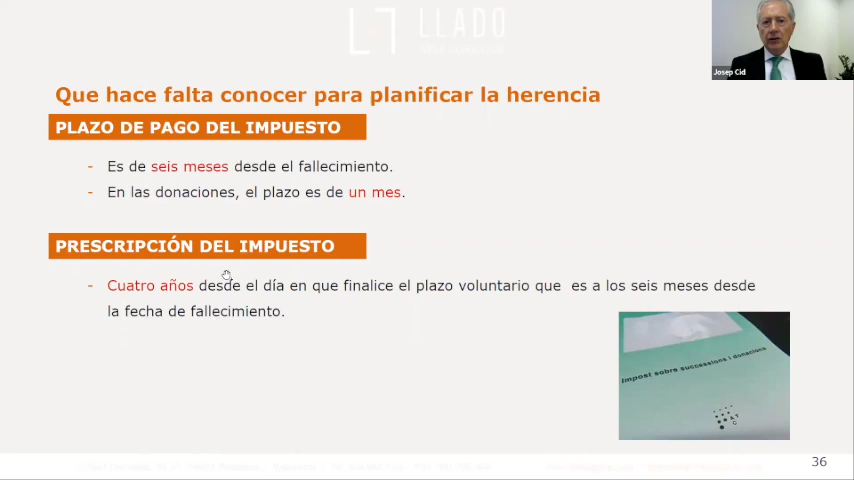 LLADO
Josep Cid
Que hace falta conocer para planificar la herencia
PLAZO DE PAGO DEL IMPUESTO
- Es de seis meses desde el fallecimiento.
- En las donaciones, el plazo es de un mes.
PRESCRIPCIÓN DEL IMPUESTO
- Cuatro años desde el día en que finalice el plazo voluntario que es a los seis meses desde
la fecha de fallecimiento.
Impost sobre successions i donacions
36